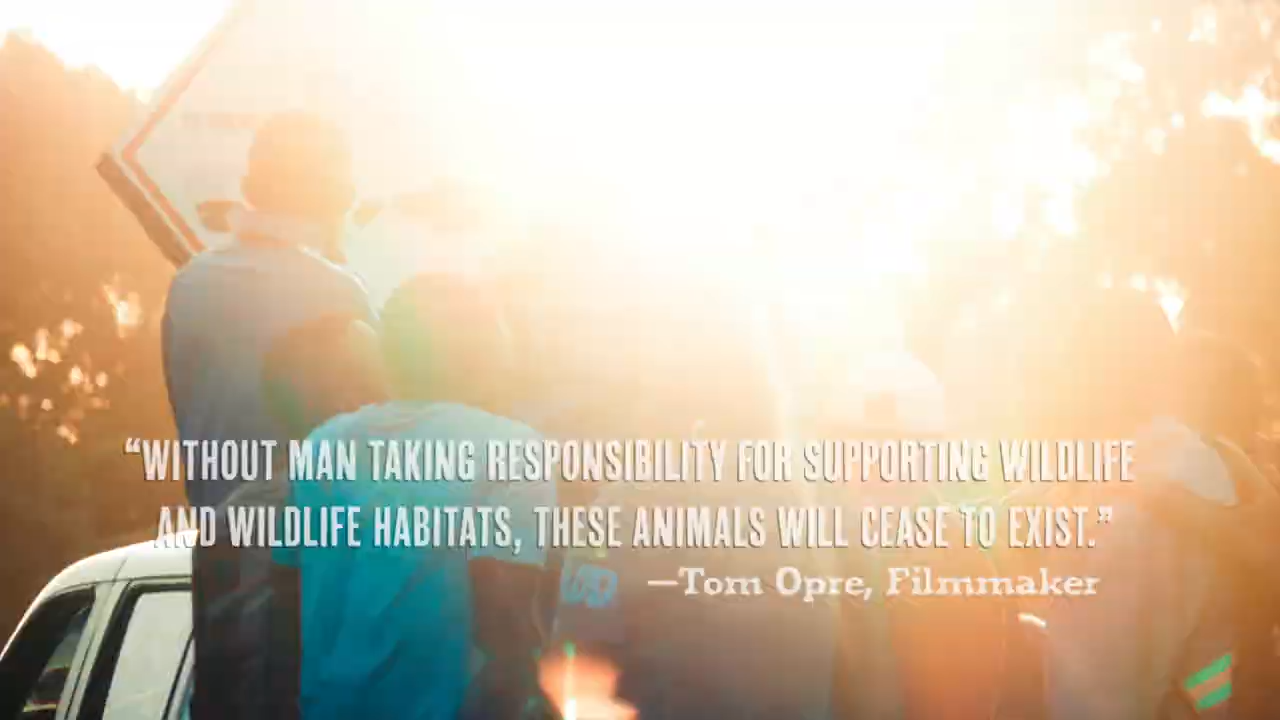 “WITHOUT MAN TAKING RESPONSIBILITY FOR SUPPORTING WILDLIFE
AND WILDLIFE HABITATS, THESE ANIMALS WILL CEASE TO EXIST.”
—Tom Opre, Filmmaker